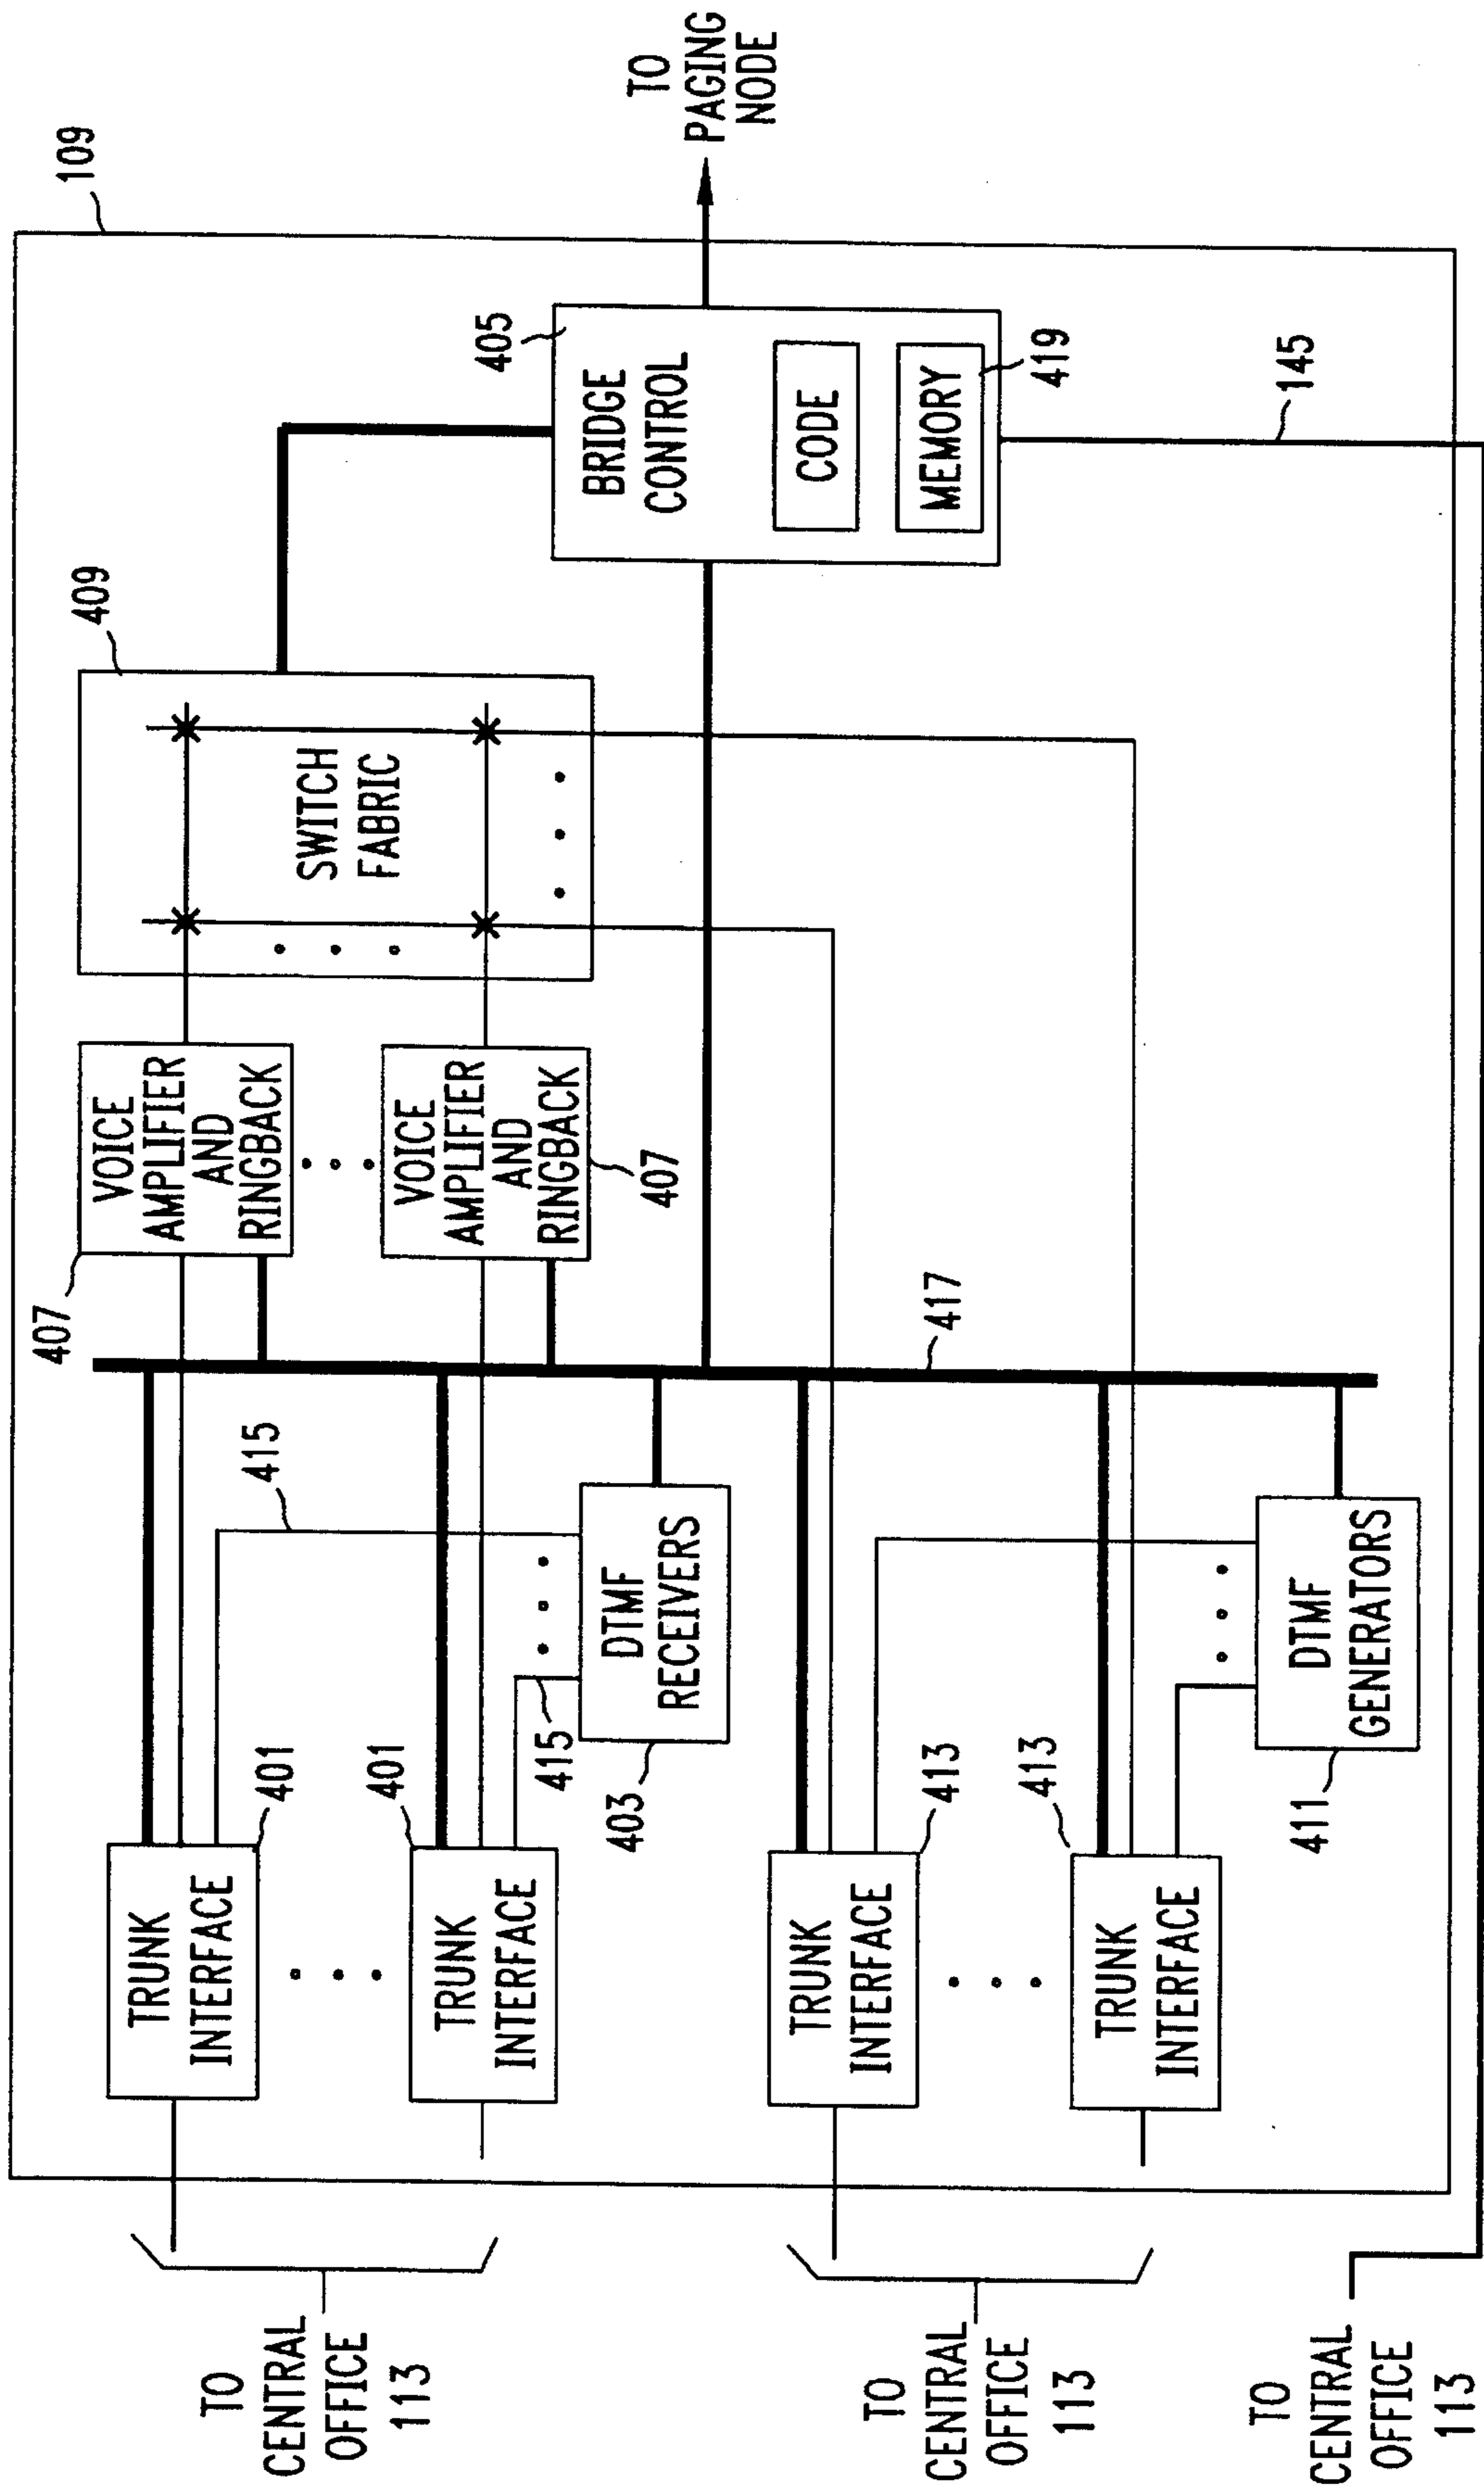 TO
CENTRAL
OFFICE
113
TRUNK
INTERFACE
401
TRUNK
INTERFACE
401
415
415
DTMF
RECEIVERS
403
407
VOICE
AMPLIFIER
AND
RINGBACK
VOICE
AMPLIFIER
AND
RINGBACK
407
409
SWITCH
FABRIC
109
405
BRIDGE
CONTROL
CODE
MEMORY
419
TO
PAGING
NODE
145
417
TO
CENTRAL
OFFICE
113
TRUNK
INTERFACE
413
TRUNK
INTERFACE
413
DTMF
GENERATORS
411
TO
CENTRAL
OFFICE
113